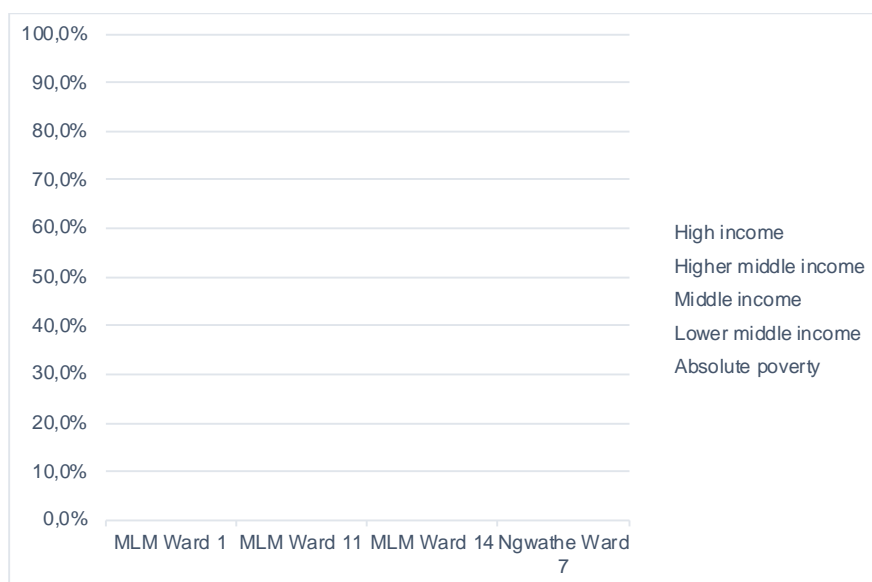 100,0%
90,0%
80,0%
70,0%
60,0%
50,0%
40,0%
30,0%
20,0%
10,0%
0,0%
MLM Ward 1 MLM Ward 11 MLM Ward 14 Ngwathe Ward
7
High income
Higher middle income
Middle income
Lower middle income
Absolute poverty